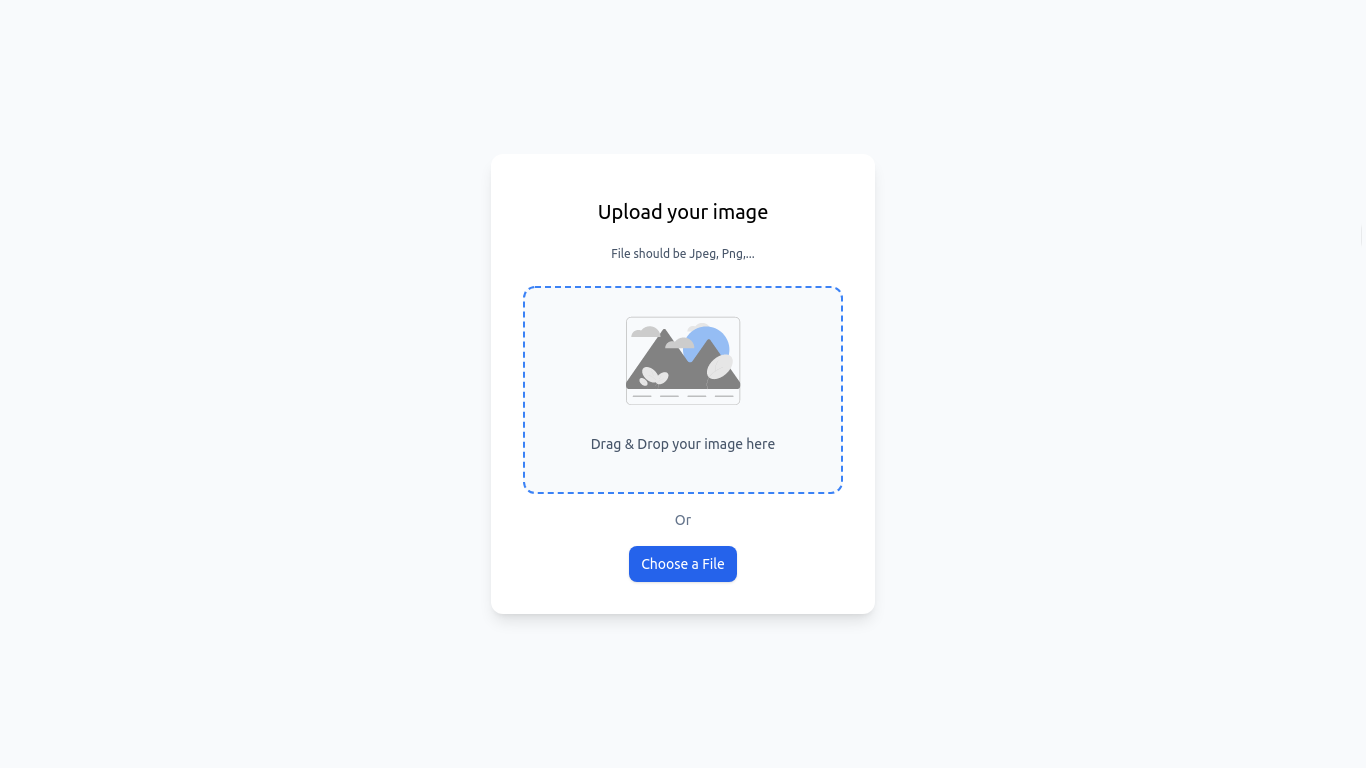 Upload your image
File should be Jpeg, Png,...
Drag & Drop your image here
Or
Choose a File